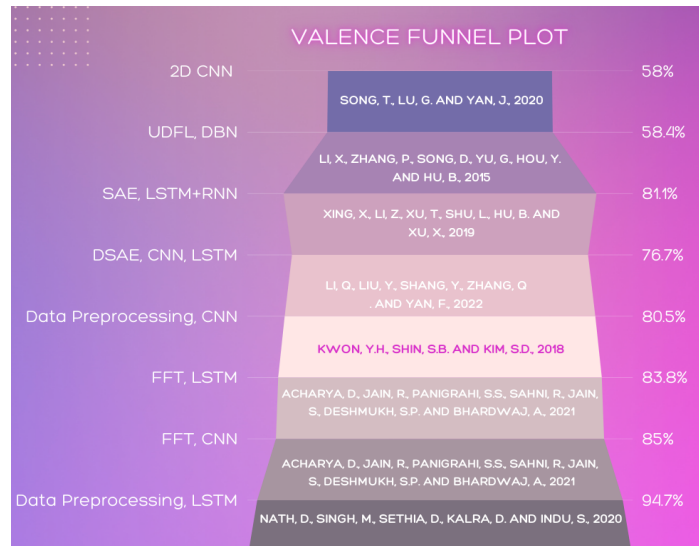 VALENCE FUNNEL PLOT
2D CNN
58%
SONG, T., LU, G. AND YAN, J., 2020
UDFL, DBN
58.4%
LI, X., ZHANG, P., SONG, D., YU, G., HOU, Y.
AND HU, B., 2015
SAE, LSTM+RNN
81.1%
XING, X., LI, Z., XU, T., SHU, L., HU, B. AND
XU, X., 2019
DSAE, CNN, LSTM
76.7%
LI, Q., LIU, Y., SHANG, Y., ZHANG, Q
. AND YAN, F., 2022
Data Preprocessing, CNN
80.5%
KWON, Y.H., SHIN, S.B. AND KIM, S.D., 2018
FFT, LSTM
83.8%
ACHARYA, D., JAIN, R., PANIGRAHI, S.S., SAHNI, R., JAIN,
S., DESHMUKH, S.P. AND BHARDWAJ, A., 2021
FFT, CNN
85%
ACHARYA, D., JAIN, R., PANIGRAHI, S.S., SAHNI, R., JAIN,
S., DESHMUKH, S.P. AND BHARDWAJ, A., 2021
Data Preprocessing, LSTM
94.7%
NATH, D., SINGH, M., SETHIA, D., KALRA, D. AND INDU, S., 2020